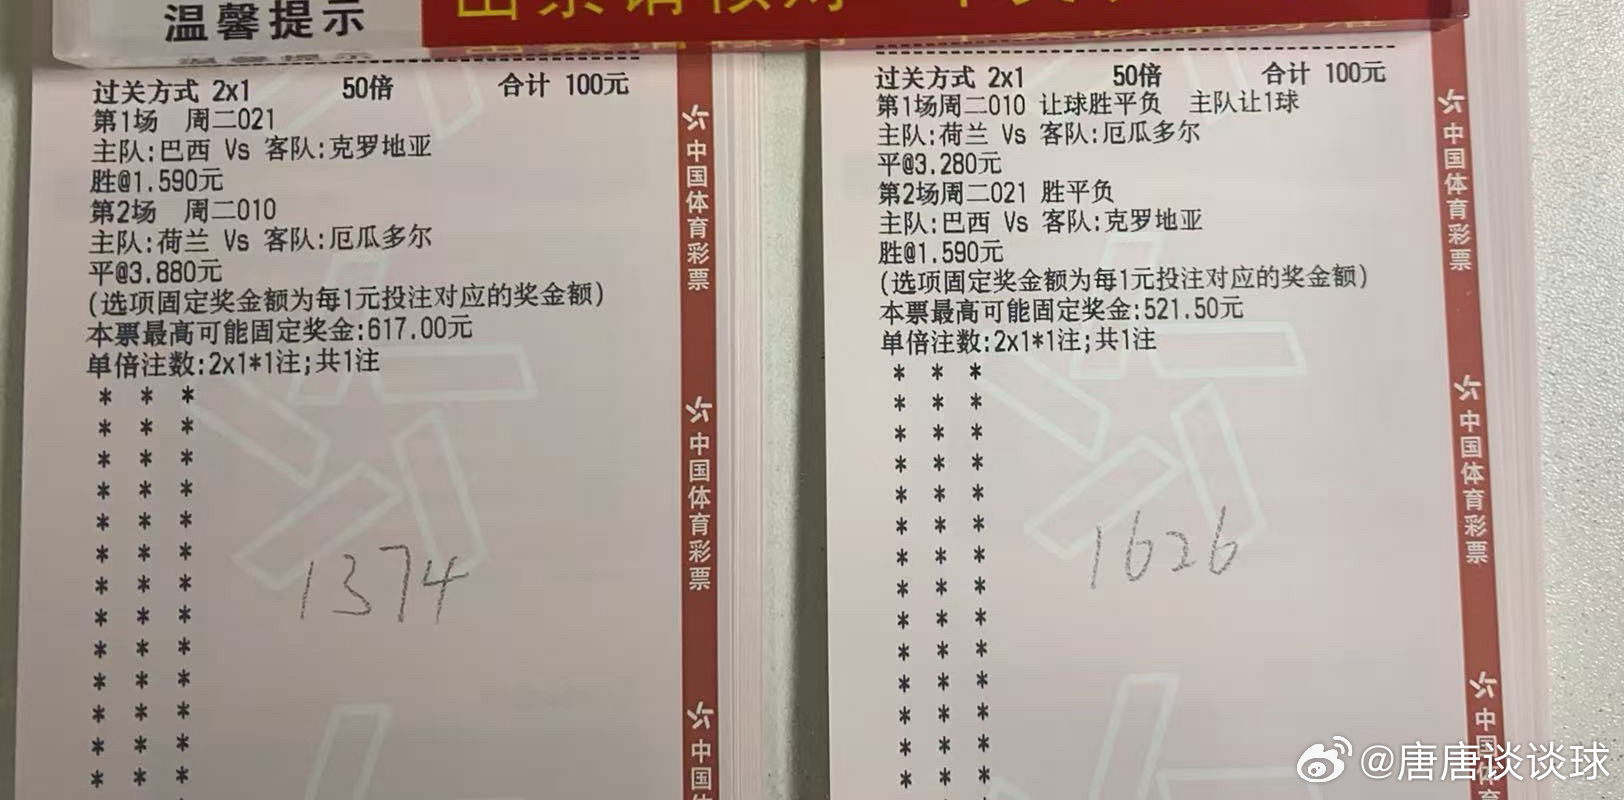 温馨提示
过关方式 2x1 50倍 合计 100元
第1场 周二021
主队:巴西 Vs 客队:克罗地亚
胜@1.590元
第2场 周二010
主队:荷兰 Vs 客队:厄瓜多尔
平@3.880元
(选项固定奖金额为每1元投注对应的奖金额)
本票最高可能固定奖金:617.00元
单倍注数:2x1*1注;共1注
1374
中国体育彩票
中国体育彩票
中国
过关方式 2x1 50倍 合计 100元
第1场周二010 让球胜平负 主队让1球
主队:荷兰 Vs 客队:厄瓜多尔
平@3.280元
第2场周二021 胜平负
主队:巴西 Vs 客队:克罗地亚
胜@1.590元
(选项固定奖金额为每1元投注对应的奖金额)
本票最高可能固定奖金:521.50元
单倍注数:2x1*1注;共1注
1626
中国体育彩票
中国体育彩票
中国体育
@唐唐谈谈球